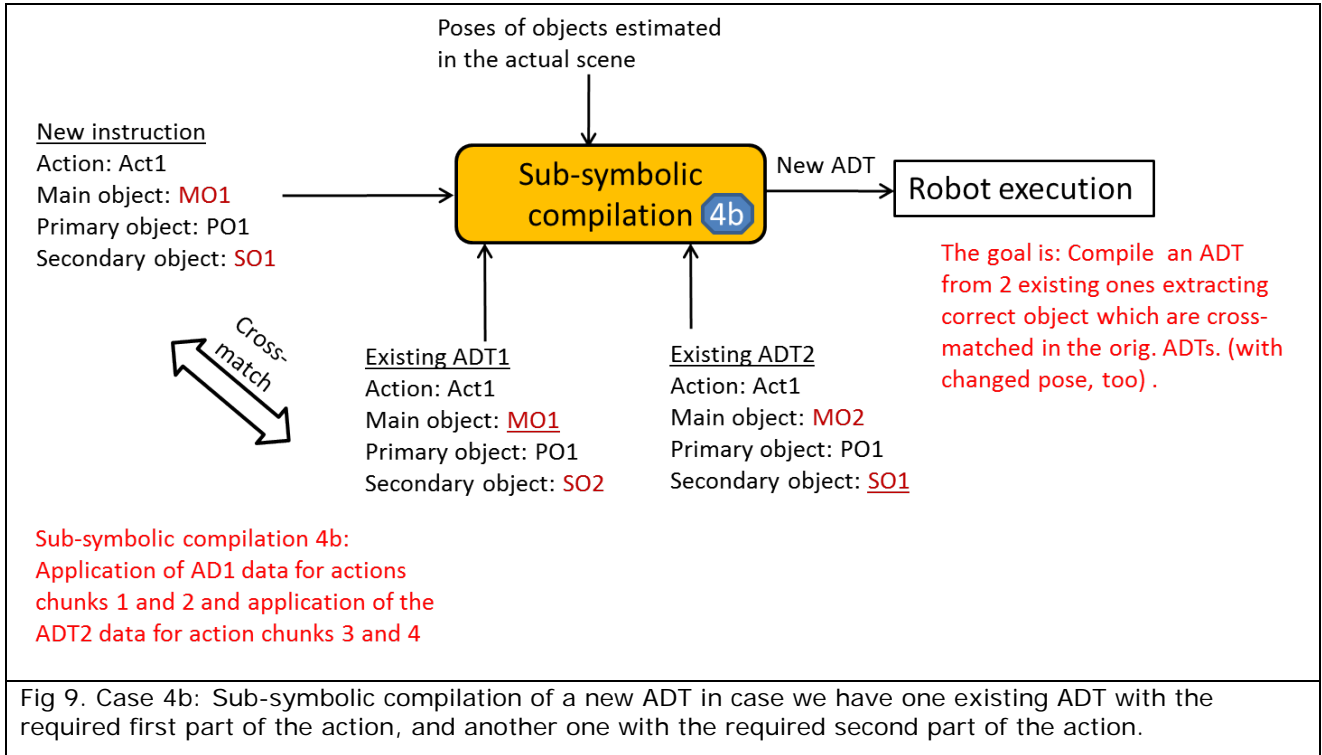 Poses of objects estimated
in the actual scene
New instruction
Action: Act1
Main object: MO1
Primary object: PO1
Secondary object: SO1
Sub-symbolic
compilation 4b
New ADT
Robot execution
The goal is: Compile an ADT
from 2 existing ones extracting
correct object which are cross-
matched in the orig. ADTs. (with
changed pose, too) .
Cross-
match
Existing ADT1
Action: Act1
Main object: MO1
Primary object: PO1
Secondary object: SO2
Existing ADT2
Action: Act1
Main object: MO2
Primary object: PO1
Secondary object: SO1
Sub-symbolic compilation 4b:
Application of AD1 data for actions
chunks 1 and 2 and application of the
ADT2 data for action chunks 3 and 4
Fig 9. Case 4b: Sub-symbolic compilation of a new ADT in case we have one existing ADT with the
required first part of the action, and another one with the required second part of the action.